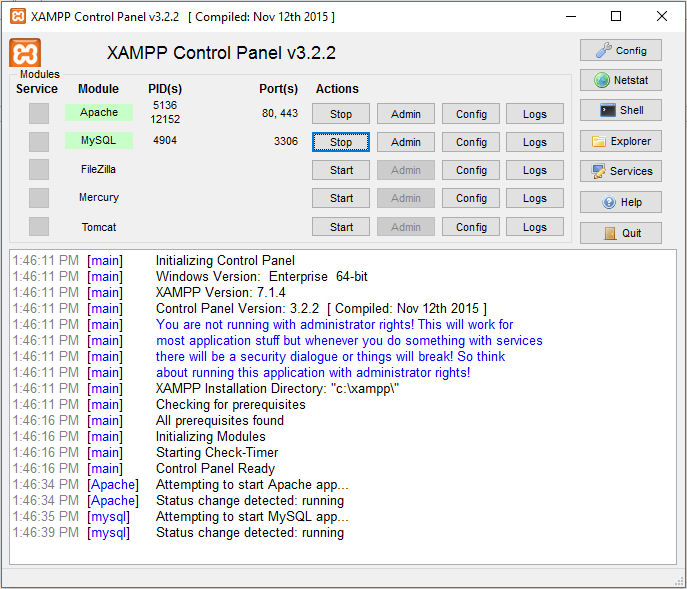 XAMPP Control Panel v3.2.2 [ Compiled: Nov 12th 2015 ]
XAMPP Control Panel v3.2.2
Config
Netstat
Shell
Explorer
Services
Help
Quit
Modules
Service Module PID(s) Port(s) Actions
Apache 5136 12152 80, 443 Stop Admin Config Logs
MySQL 4904 3306 Stop Admin Config Logs
FileZilla Start Admin Config Logs
Mercury Start Admin Config Logs
Tomcat Start Admin Config Logs
1:46:11 PM [main] Initializing Control Panel
1:46:11 PM [main] Windows Version: Enterprise 64-bit
1:46:11 PM [main] XAMPP Version: 7.1.4
1:46:11 PM [main] Control Panel Version: 3.2.2 [ Compiled: Nov 12th 2015 ]
1:46:11 PM [main] You are not running with administrator rights! This will work for
1:46:11 PM [main] most application stuff but whenever you do something with services
1:46:11 PM [main] there will be a security dialogue or things will break! So think
1:46:11 PM [main] about running this application with administrator rights!
1:46:11 PM [main] XAMPP Installation Directory: "c:\xampp\"
1:46:11 PM [main] Checking for prerequisites
1:46:16 PM [main] All prerequisites found
1:46:16 PM [main] Initializing Modules
1:46:16 PM [main] Starting Check-Timer
1:46:16 PM [main] Control Panel Ready
1:46:34 PM [Apache] Attempting to start Apache app...
1:46:34 PM [Apache] Status change detected: running
1:46:35 PM [mysql] Attempting to start MySQL app...
1:46:39 PM [mysql] Status change detected: running